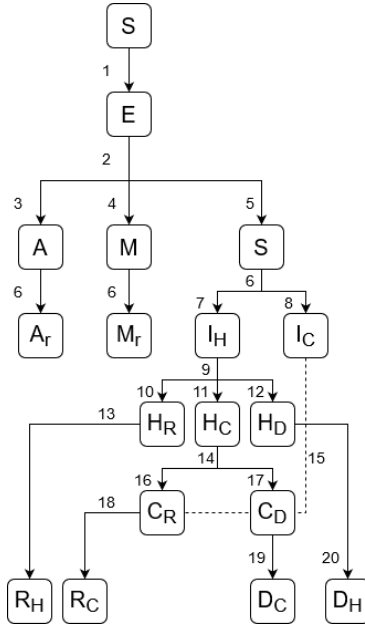 S
1
E
2
3 4 5
A M S
6 6 6
7 8
A_r M_r I_H I_C
9
10 11 12
13 H_R H_C H_D
14 15
16 17
18 C_R C_D
19 20
R_H R_C D_C D_H